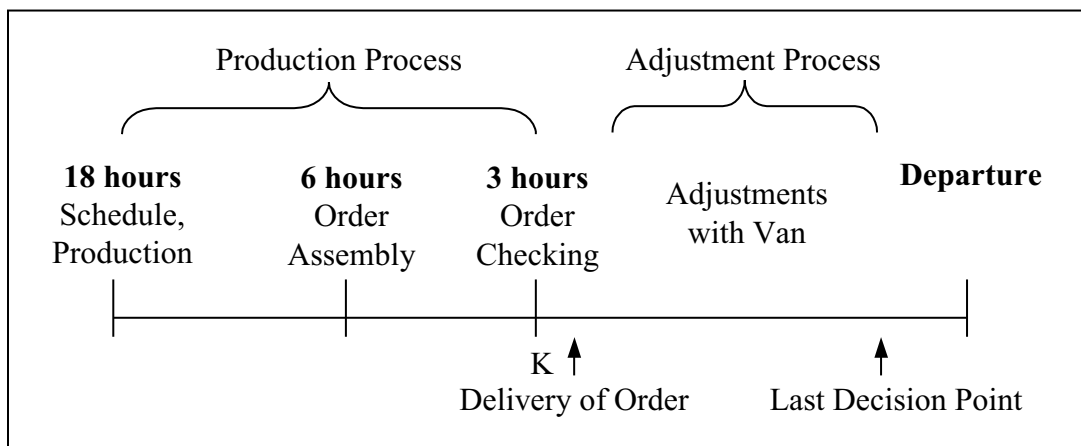 Production Process
Adjustment Process
18 hours
Schedule,
Production
6 hours
Order
Assembly
3 hours
Order
Checking
Adjustments
with Van
Departure
K
Delivery of Order
Last Decision Point